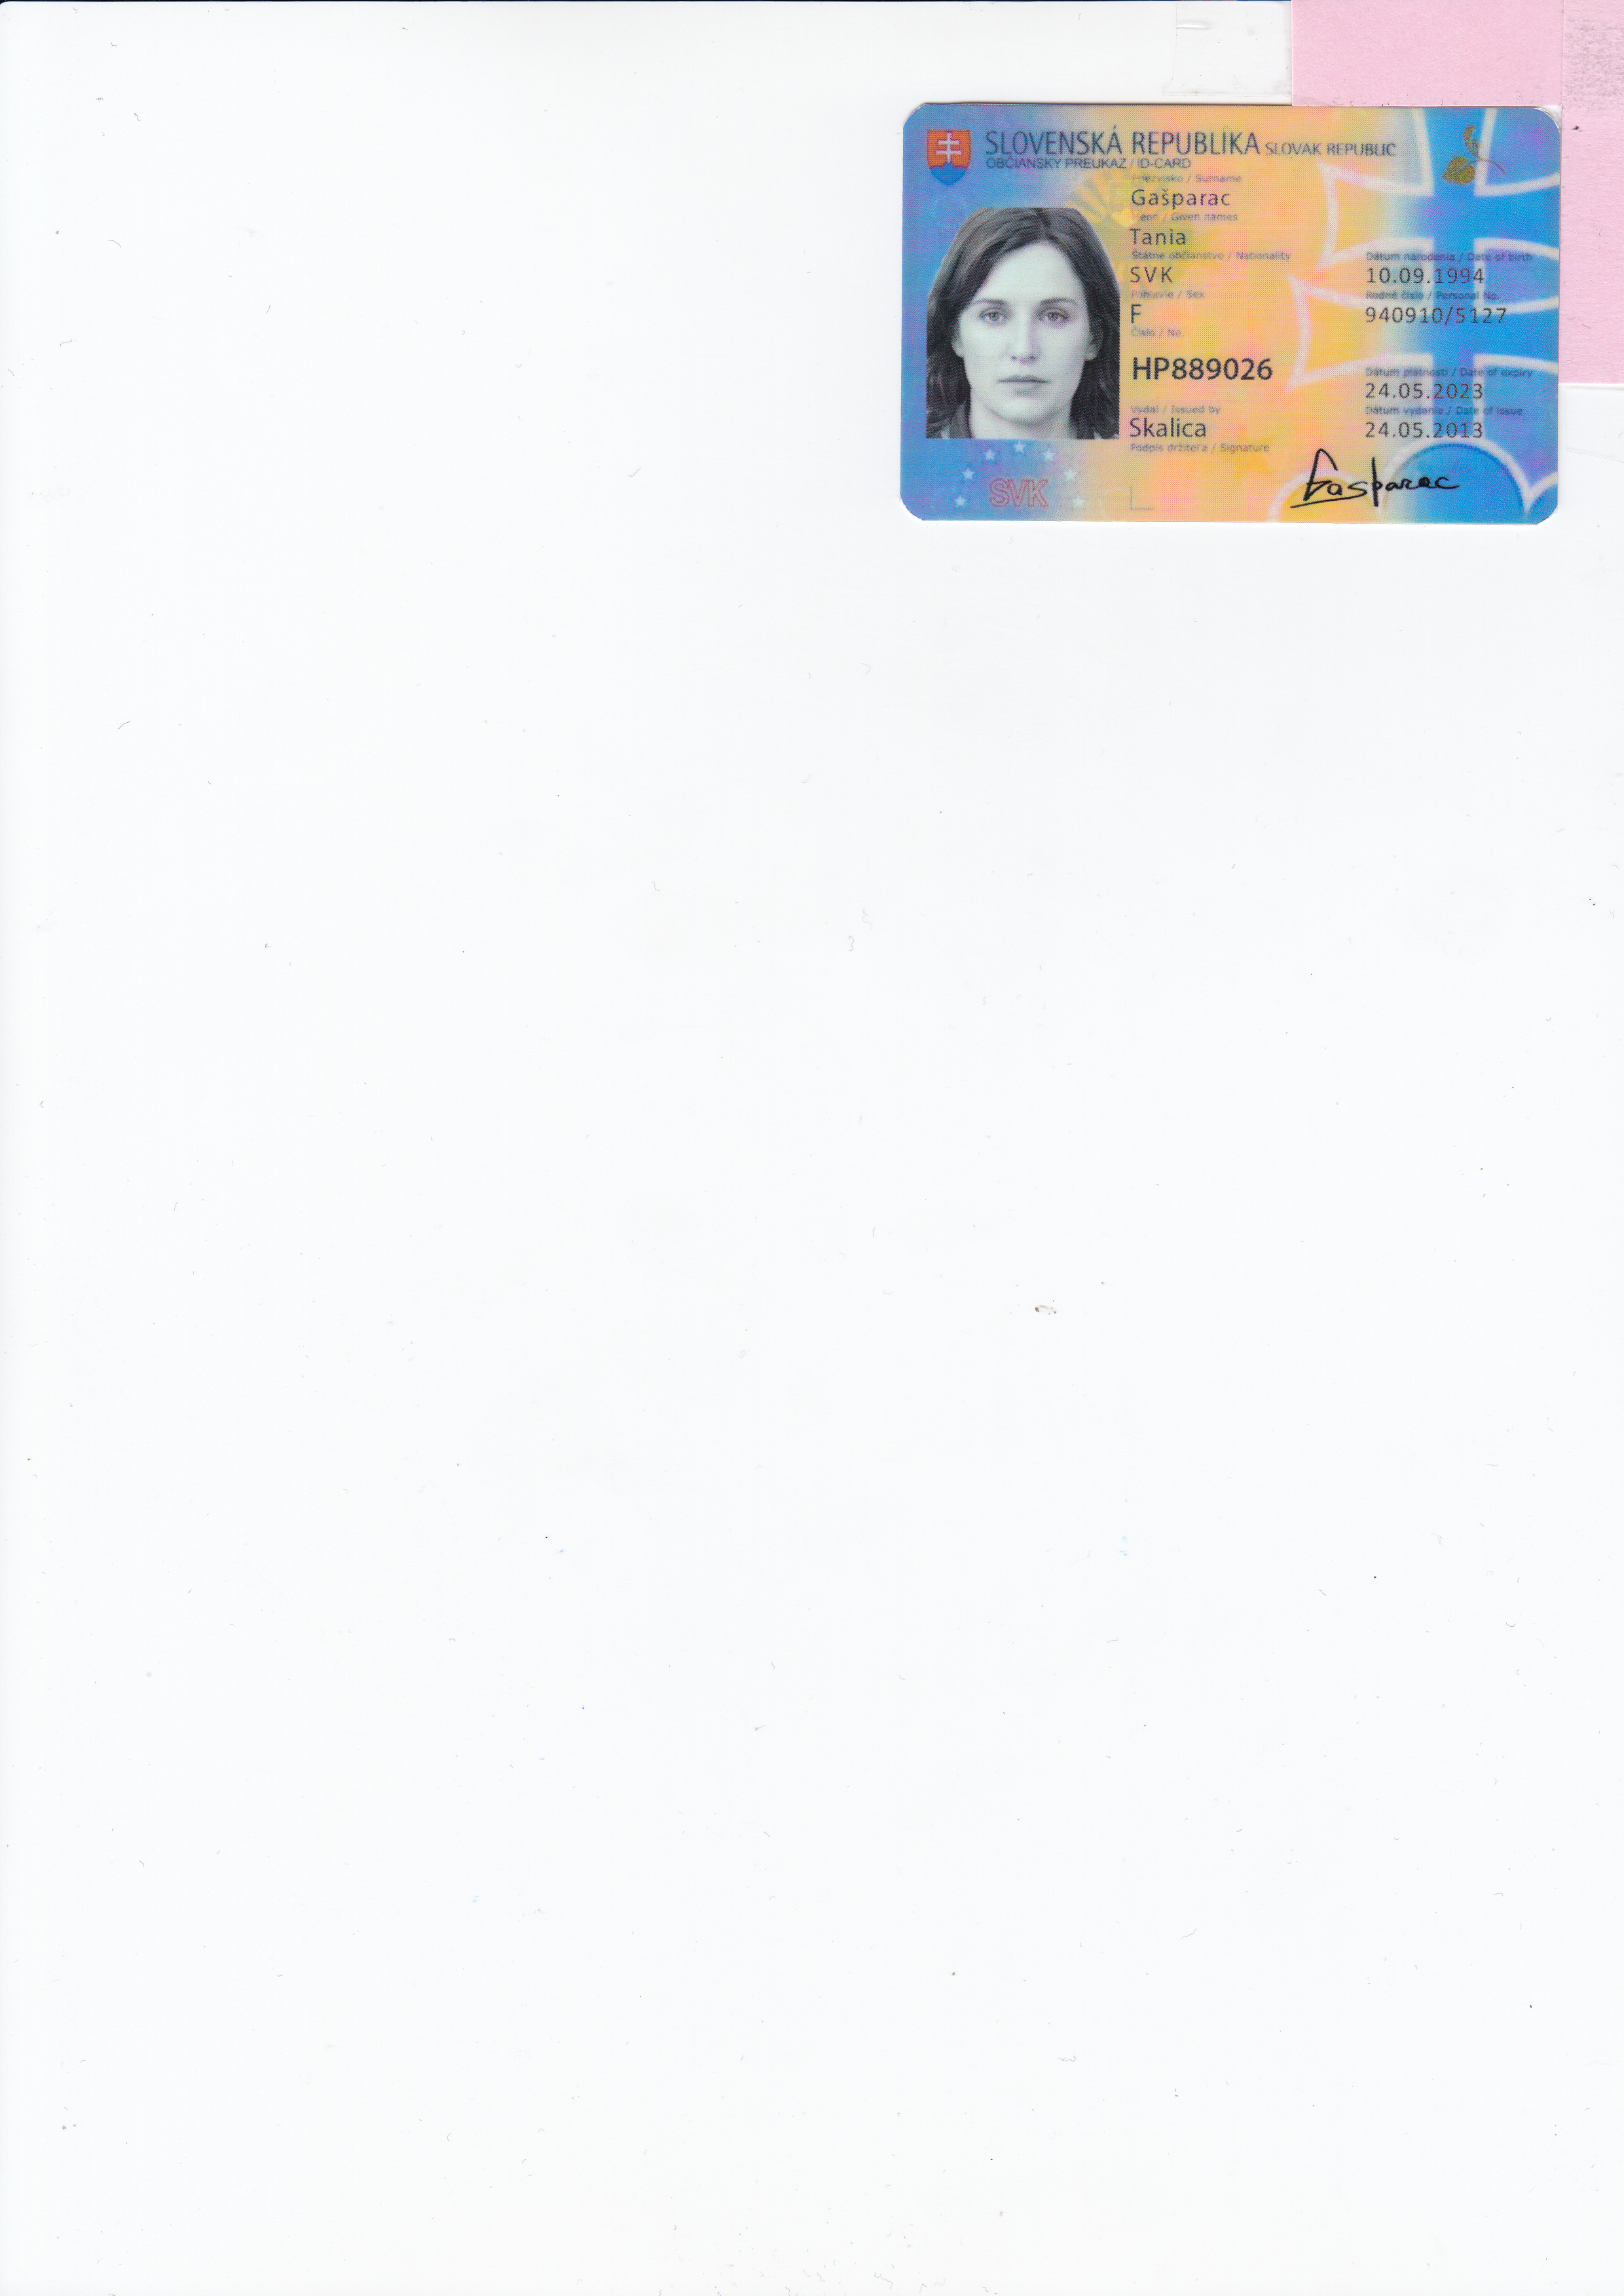 SLOVENSKÁ REPUBLIKA SLOVAK REPUBLIC
OBČIANSKY PREUKAZ / ID-CARD
Priezvisko / Surname
Gašparac
Meno / Given names
Tania
Štátne občianstvo / Nationality
SVK
Dátum narodenia / Date of birth
10.09.1994
Pohlavie / Sex
F
Rodné číslo / Personal No.
940910/5127
Číslo / No.
HP889026
Dátum platnosti / Date of expiry
24.05.2023
Vydal / Issued by
Skalica
Dátum vydania / Date of issue
24.05.2013
Podpis držiteľa / Signature
Gasparac
SVK